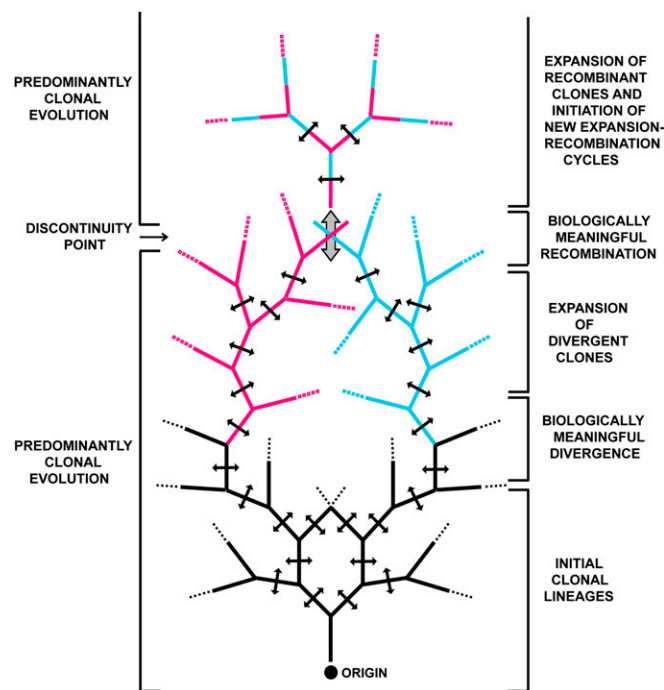 PREDOMINANTLY
CLONAL
EVOLUTION
DISCONTINUITY
POINT
PREDOMINANTLY
CLONAL
EVOLUTION
EXPANSION OF
RECOMBINANT
CLONES AND
INITIATION OF
NEW EXPANSION-
RECOMBINATION
CYCLES
BIOLOGICALLY
MEANINGFUL
RECOMBINATION
EXPANSION
OF
DIVERGENT
CLONES
BIOLOGICALLY
MEANINGFUL
DIVERGENCE
INITIAL
CLONAL
LINEAGES
ORIGIN